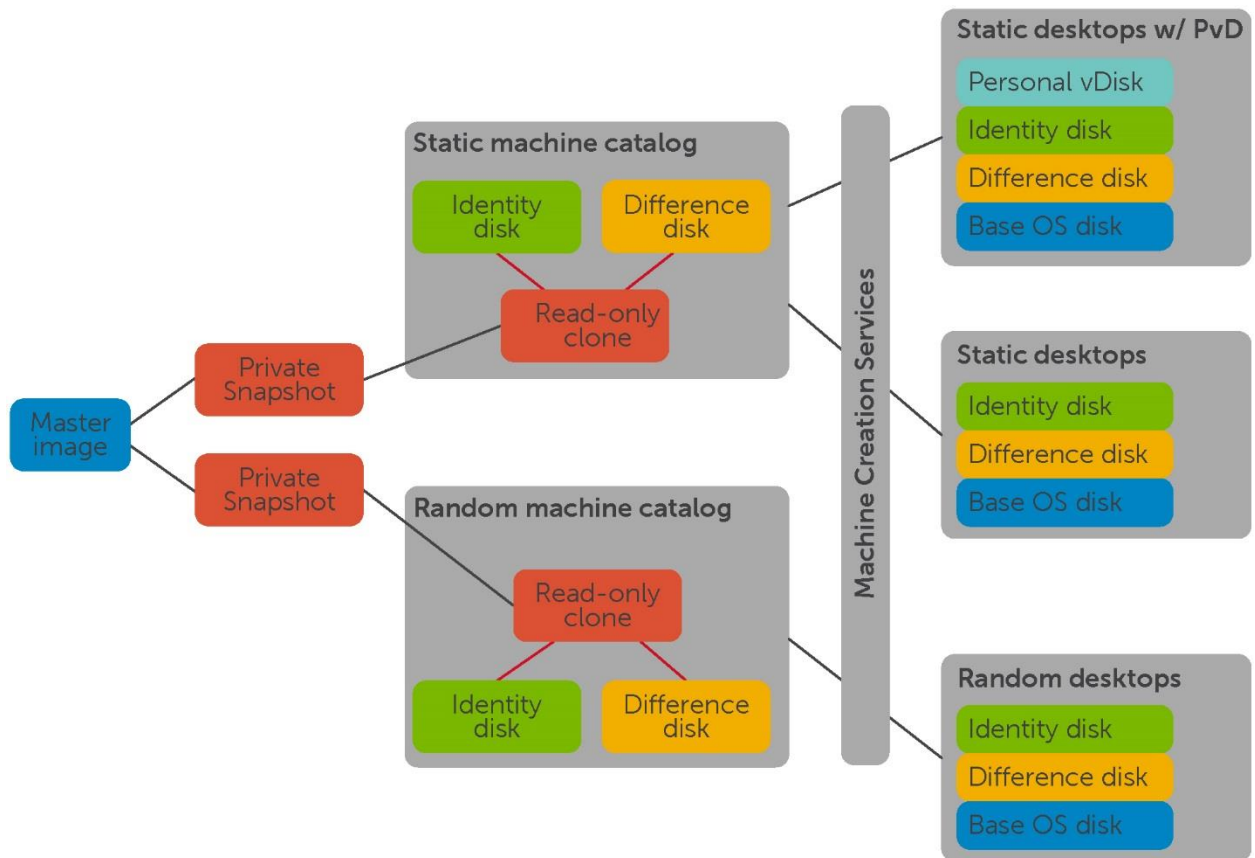 Master
image
Private
Snapshot
Private
Snapshot
Static machine catalog
Identity
disk
Difference
disk
Read-only
clone
Random machine catalog
Read-only
clone
Identity
disk
Difference
disk
Machine Creation Services
Static desktops w/ PvD
Personal vDisk
Identity disk
Difference disk
Base OS disk
Static desktops
Identity disk
Difference disk
Base OS disk
Random desktops
Identity disk
Difference disk
Base OS disk